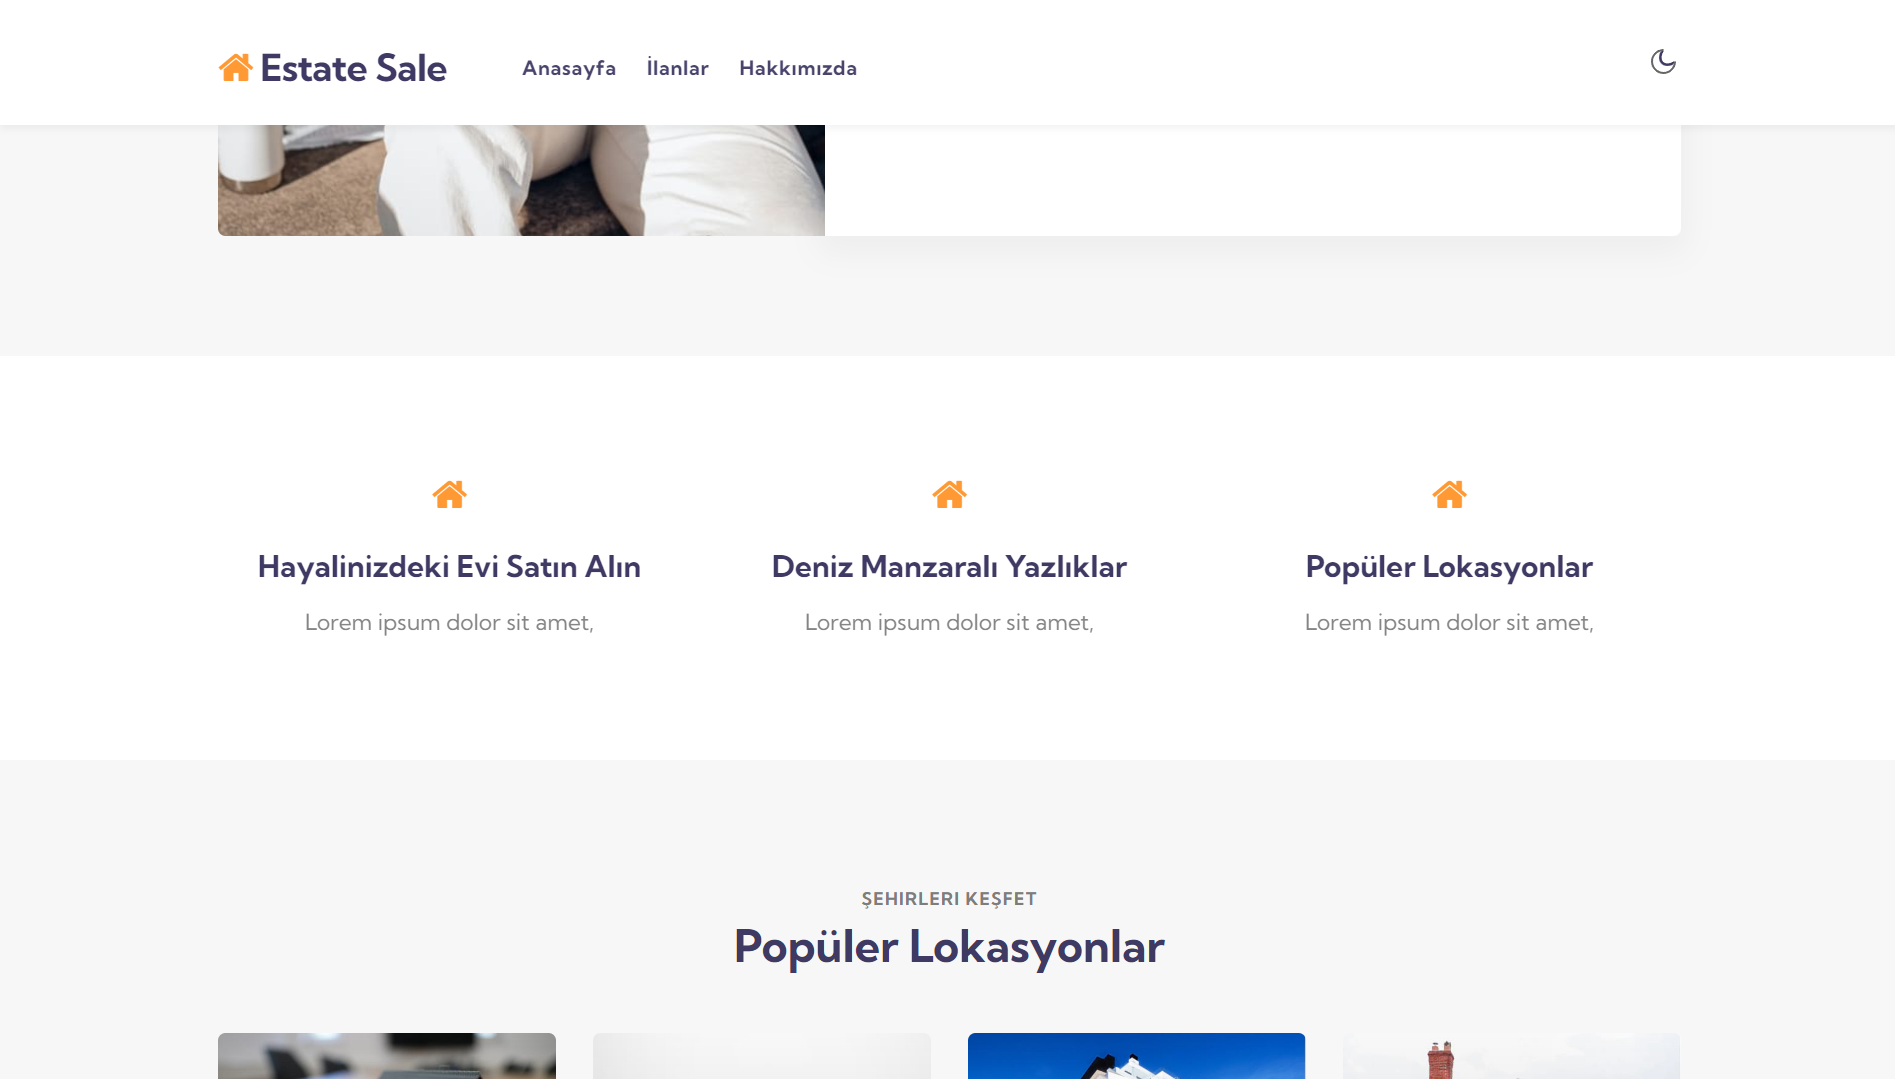 Estate Sale
Anasayfa İlanlar Hakkımızda
Hayalinizdeki Evi Satın Alın
Lorem ipsum dolor sit amet,
Deniz Manzaralı Yazlıklar
Lorem ipsum dolor sit amet,
Popüler Lokasyonlar
Lorem ipsum dolor sit amet,
ŞEHIRLERI KEŞFET
Popüler Lokasyonlar